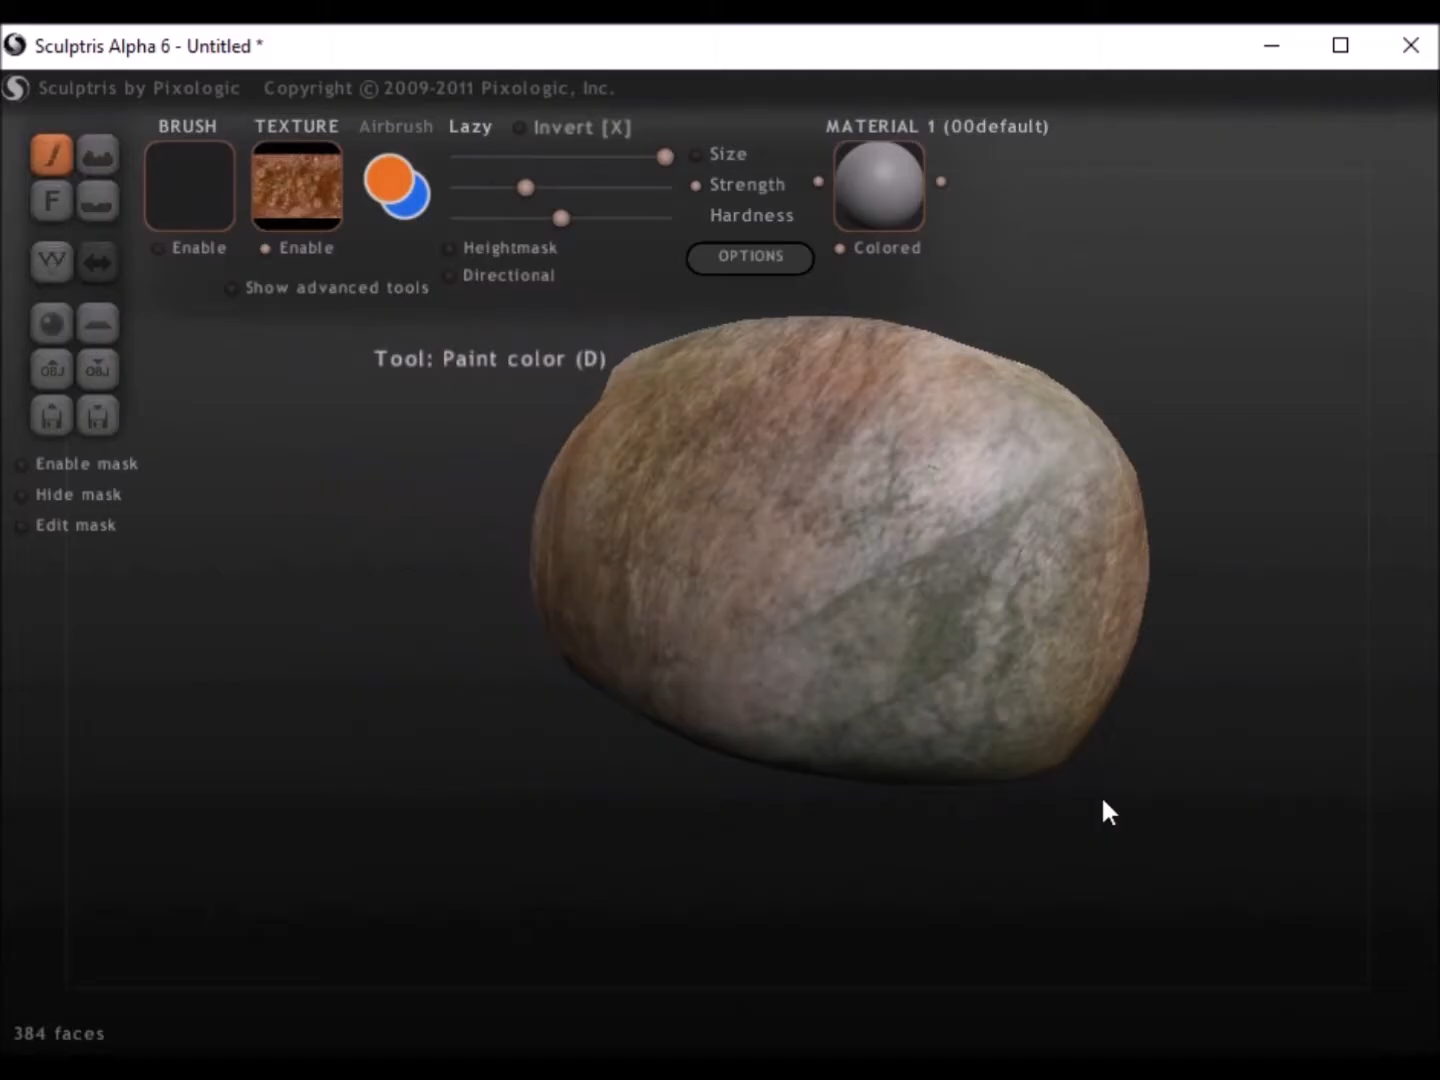 Sculptris Alpha 6 - Untitled *
Sculptris by Pixologic Copyright © 2009-2011 Pixologic, Inc.
BRUSH TEXTURE Airbrush Lazy Invert [X] MATERIAL 1 (00default)
Size
Strength
F
Hardness
Enable Enable Heightmask OPTIONS Colored
Directional
Show advanced tools
Tool: Paint color (D)
OBJ OBJ
Enable mask
Hide mask
Edit mask
384 faces